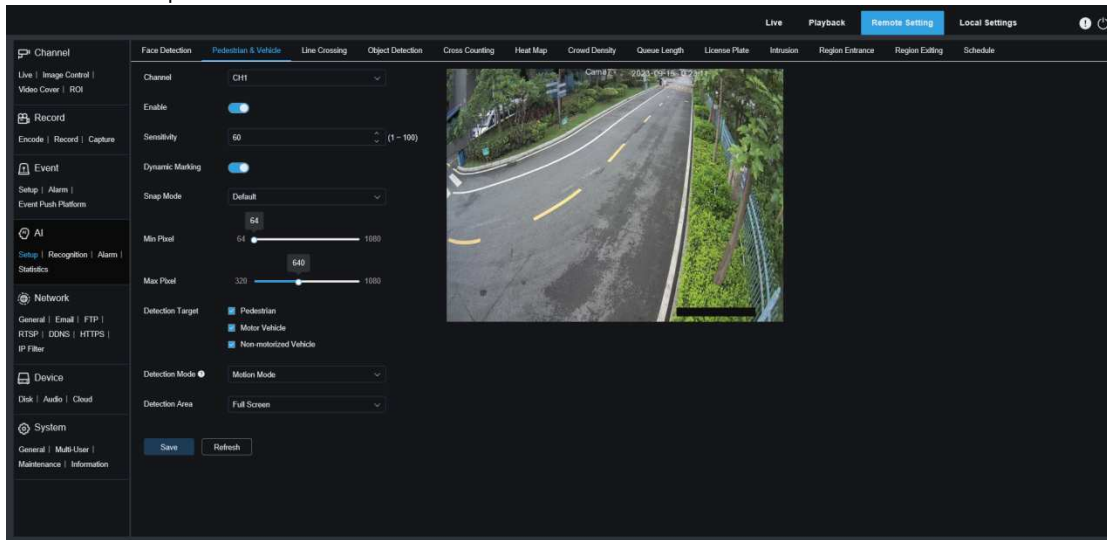 Live Playback Remote Setting Local Settings
Channel
Live | Image Control |
Video Cover | ROI
Record
Encode | Record | Capture
Event
Setup | Alarm |
Event Push Platform
AI
Setup | Recognition | Alarm |
Statistics
Network
General | Email | FTP |
RTSP | DDNS | HTTPS |
IP Filter
Device
Disk | Audio | Cloud
System
General | Multi-User |
Maintenance | Information
Face Detection Pedestrian & Vehicle Line Crossing Object Detection Cross Counting Heat Map Crowd Density Queue Length License Plate Intrusion Region Entrance Region Exiting Schedule
Channel CH1
Enable
Sensitivity 60 (1 ~ 100)
Dynamic Marking
Snap Mode Default
64
Min Pixel 64 1080
640
Max Pixel 320 1080
Detection Target Pedestrian
Motor Vehicle
Non-motorized Vehicle
Detection Mode Motion Mode
Detection Area Full Screen
Save Refresh